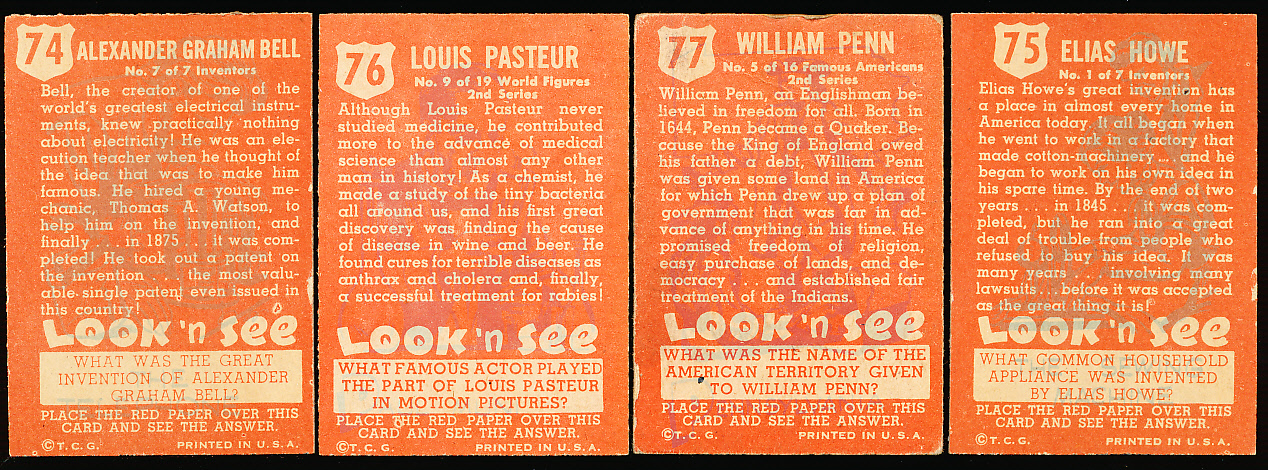 74
ALEXANDER GRAHAM BELL
No. 7 of 7 Inventors
Bell, the creator of one of the
world's greatest electrical instru-
ments, knew practically nothing
about electricity! He was an elo-
cution teacher when he thought of
the idea that was to make him
famous. He hired a young me-
chanic, Thomas A. Watson, to
help him on the invention, and
finally . . . in 1875 . . . it was com-
pleted! He took out a patent on
the invention . . . the most valu-
able single patent even issued in
this country!
LOOK 'n SEE
WHAT WAS THE GREAT
INVENTION OF ALEXANDER
GRAHAM BELL?
PLACE THE RED PAPER OVER THIS
CARD AND SEE THE ANSWER.
©T.C.G. PRINTED IN U.S.A.
76
LOUIS PASTEUR
No. 9 of 19 World Figures
2nd Series
Although Louis Pasteur never
studied medicine, he contributed
more to the advance of medical
science than almost any other
man in history! As a chemist, he
made a study of the tiny bacteria
all around us, and his first great
discovery was finding the cause
of disease in wine and beer. He
found cures for terrible diseases as
anthrax and cholera and, finally,
a successful treatment for rabies!
LOOK 'n SEE
WHAT FAMOUS ACTOR PLAYED
THE PART OF LOUIS PASTEUR
IN MOTION PICTURES?
PLACE THE RED PAPER OVER THIS
CARD AND SEE THE ANSWER.
©T.C.G. PRINTED IN U.S.A.
77
WILLIAM PENN
No. 5 of 16 Famous Americans
2nd Series
William Penn, an Englishman be-
lieved in freedom for all. Born in
1644, Penn became a Quaker. Be-
cause the King of England owed
his father a debt, William Penn
was given some land in America
for which Penn drew up a plan of
government that was far in ad-
vance of anything in his time. He
promised freedom of religion,
easy purchase of lands, and de-
mocracy . . . and established fair
treatment of the Indians.
LOOK 'n SEE
WHAT WAS THE NAME OF THE
AMERICAN TERRITORY GIVEN
TO WILLIAM PENN?
PLACE THE RED PAPER OVER THIS
CARD AND SEE THE ANSWER.
©T.C.G. PRINTED IN U.S.A.
75
ELIAS HOWE
No. 1 of 7 Inventors
Elias Howe's great invention has
a place in almost every home in
America today. It all began when
he went to work in a factory that
made cotton-machinery . . . and he
began to work on his own idea in
his spare time. By the end of two
years . . . in 1845 . . . it was com-
pleted, but he ran into a great
deal of trouble from people who
refused to buy his idea. It was
many years . . . involving many
lawsuits . . . before it was accepted
as the great thing it is!
LOOK 'n SEE
WHAT COMMON HOUSEHOLD
APPLIANCE WAS INVENTED
BY ELIAS HOWE?
PLACE THE RED PAPER OVER THIS
CARD AND SEE THE ANSWER.
©T.C.G. PRINTED IN U.S.A.